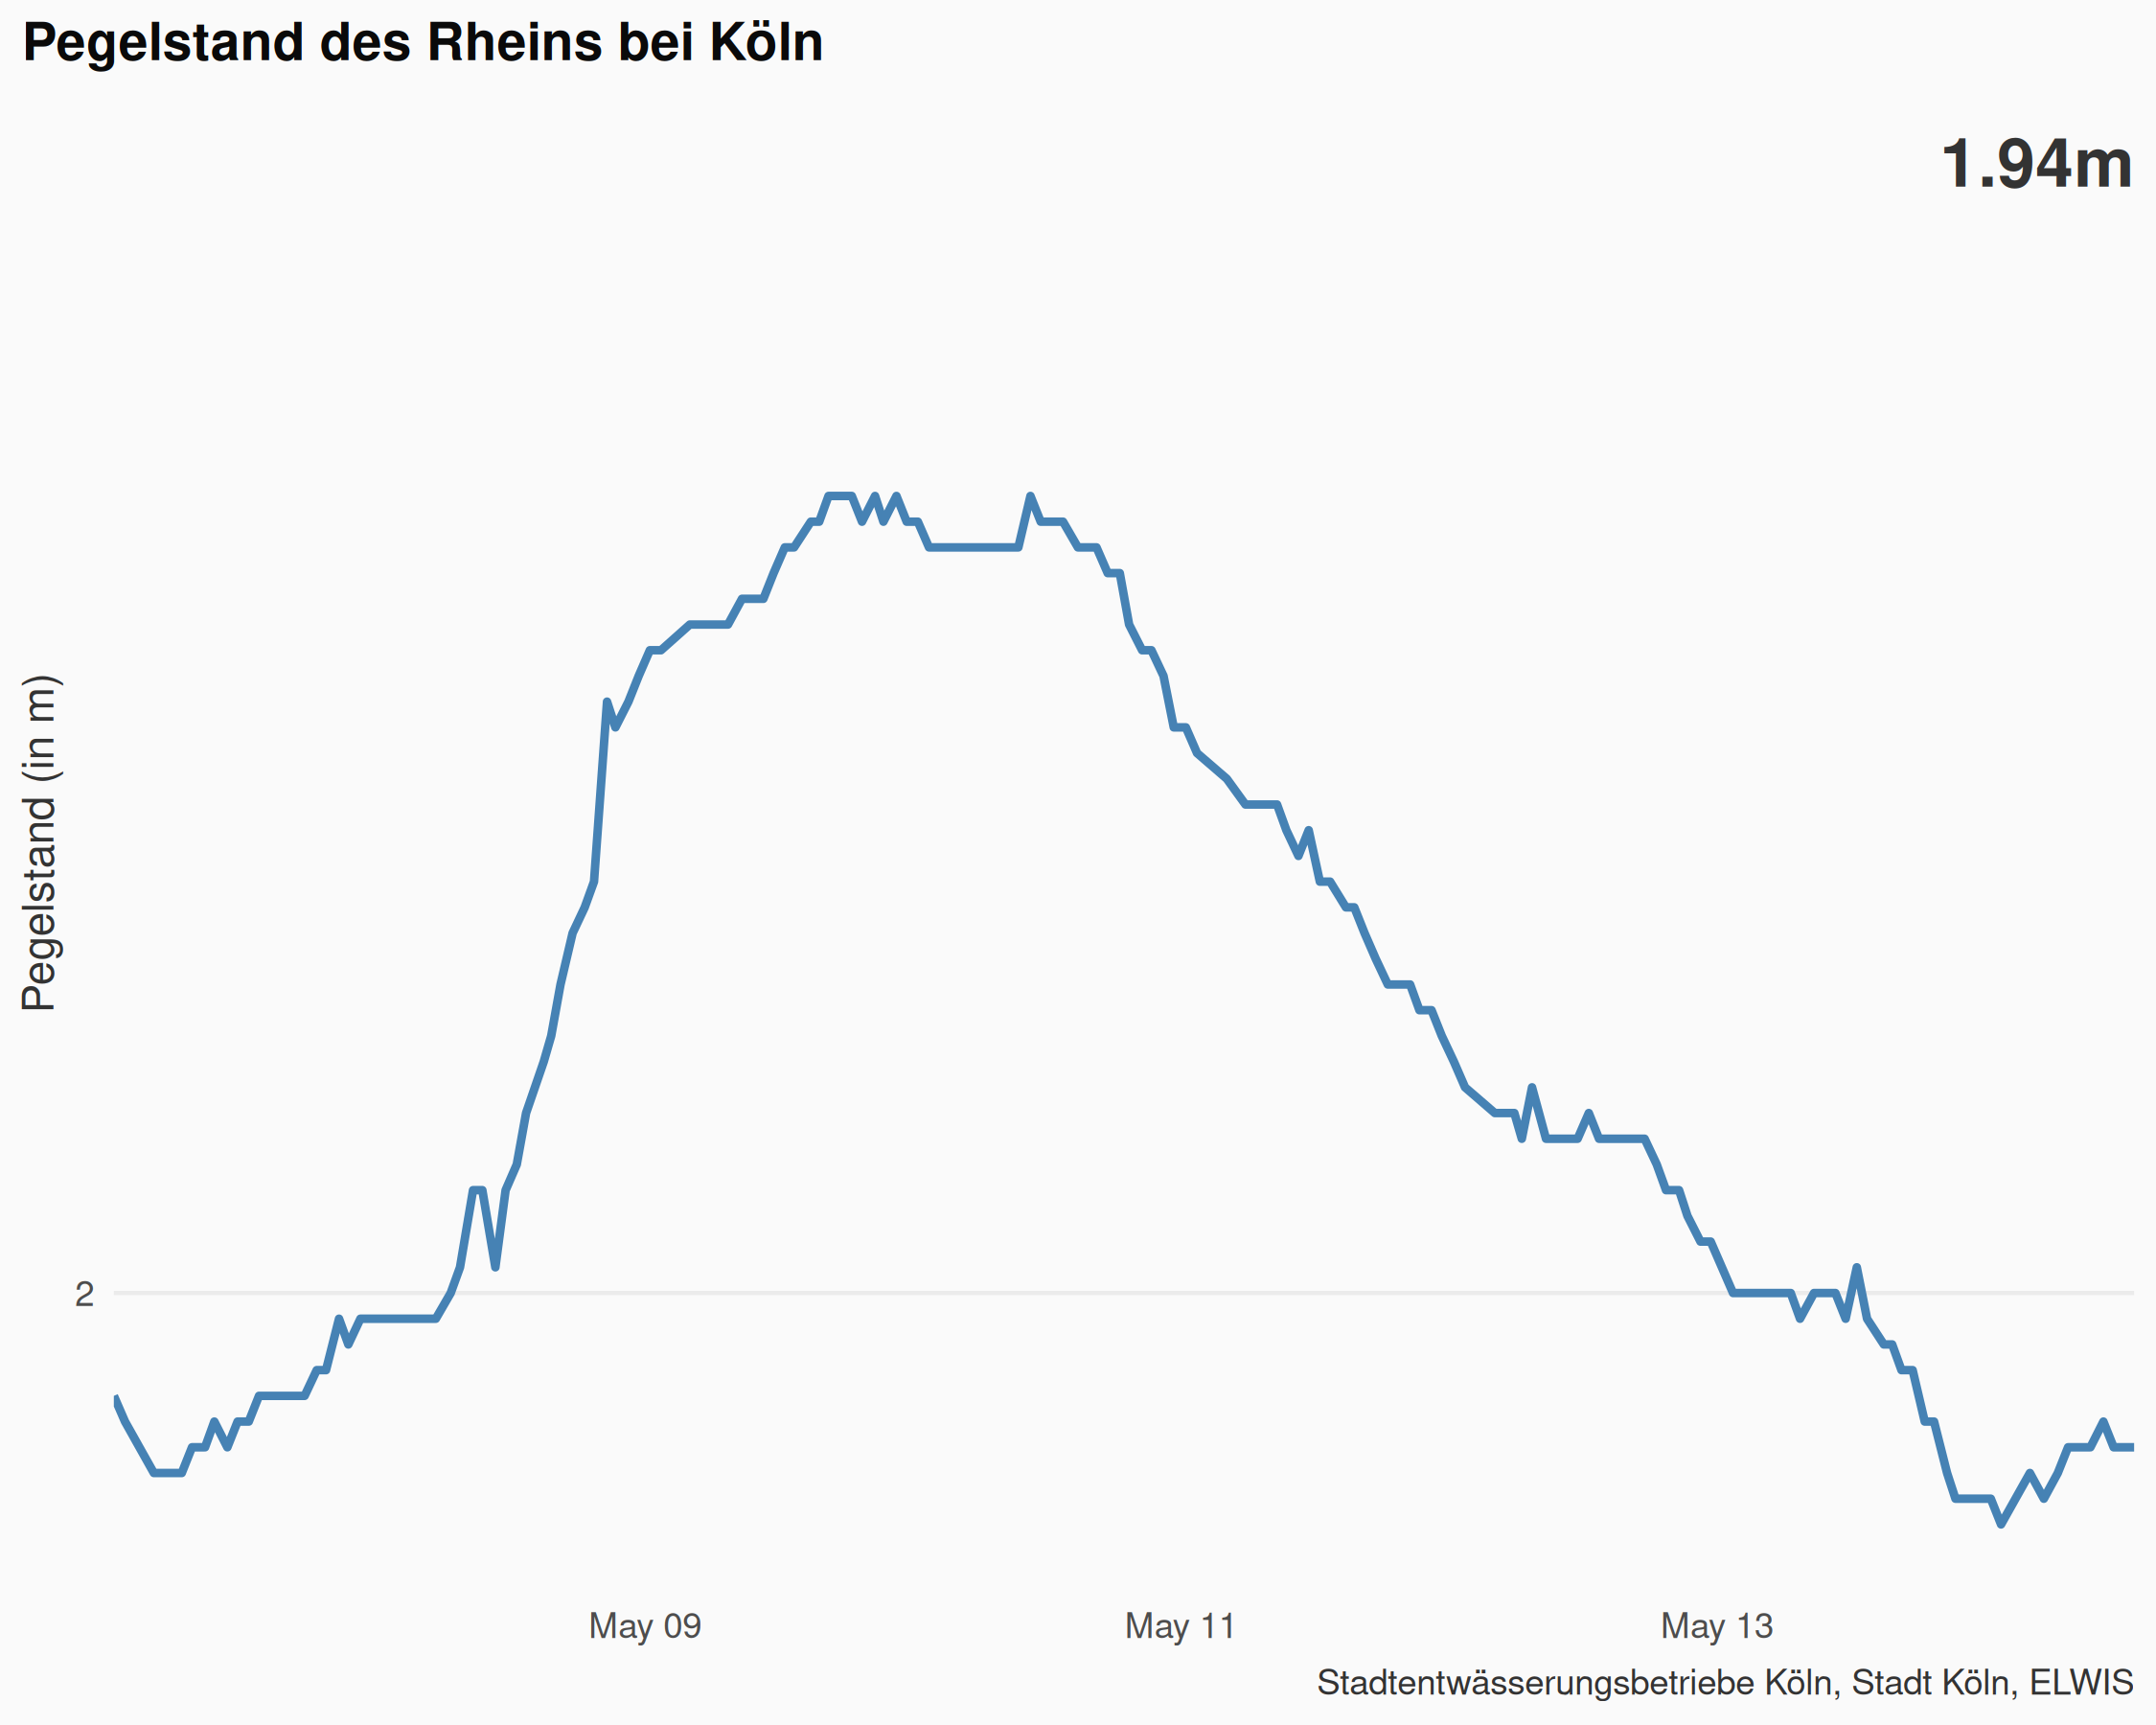 Pegelstand des Rheins bei Köln
1.94m
Pegelstand (in m)
2
May 09
May 11
May 13
Stadtentwässerungsbetriebe Köln, Stadt Köln, ELWIS